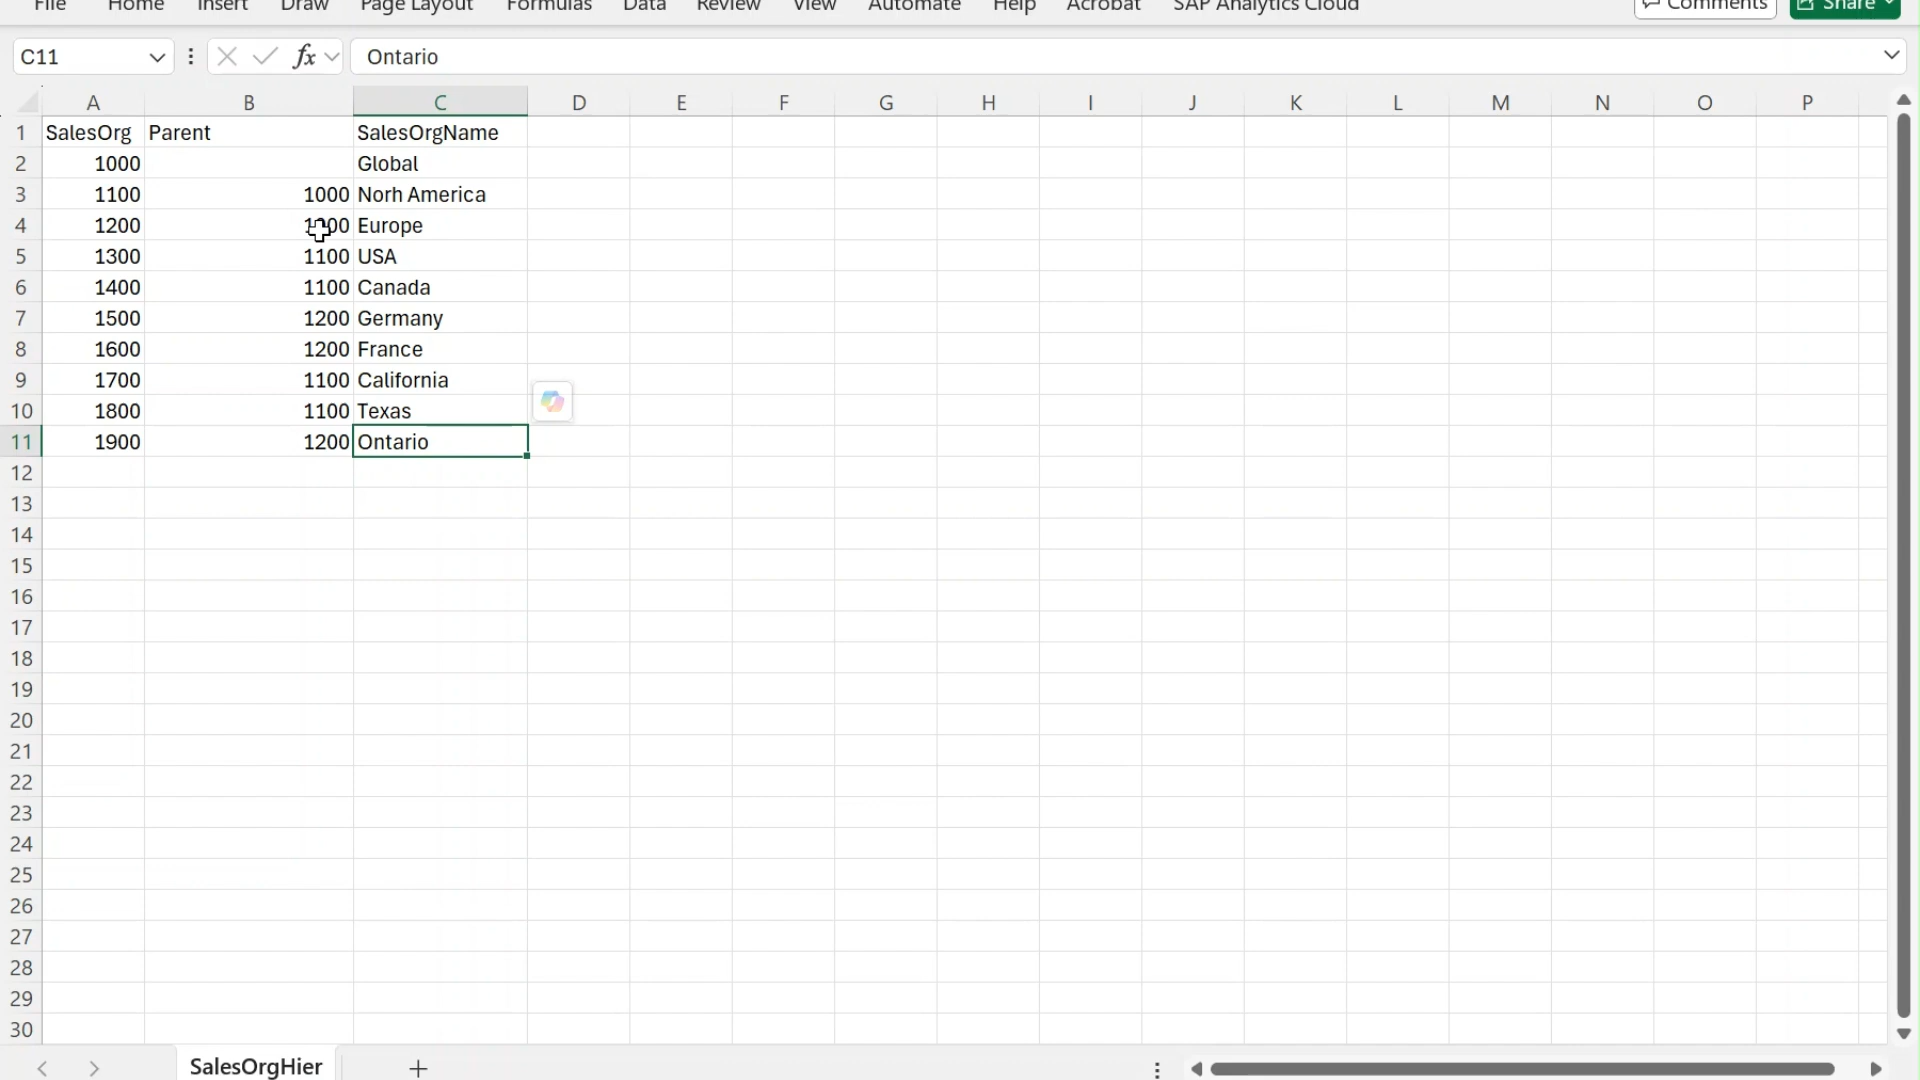 File Home Insert Draw Page Layout Formulas Data Review View Automate Help Acrobat SAP Analytics Cloud Comments Share
C11 fx Ontario
A B C D E F G H I J K L M N O P
1 SalesOrg Parent SalesOrgName
2 1000 Global
3 1100 1000 Norh America
4 1200 Europe
5 1300 1100 USA
6 1400 1100 Canada
7 1500 1200 Germany
8 1600 1200 France
9 1700 1100 California
10 1800 1100 Texas
11 1900 1200 Ontario
12
13
14
15
16
17
18
19
20
21
22
23
24
25
26
27
28
29
30
SalesOrgHier